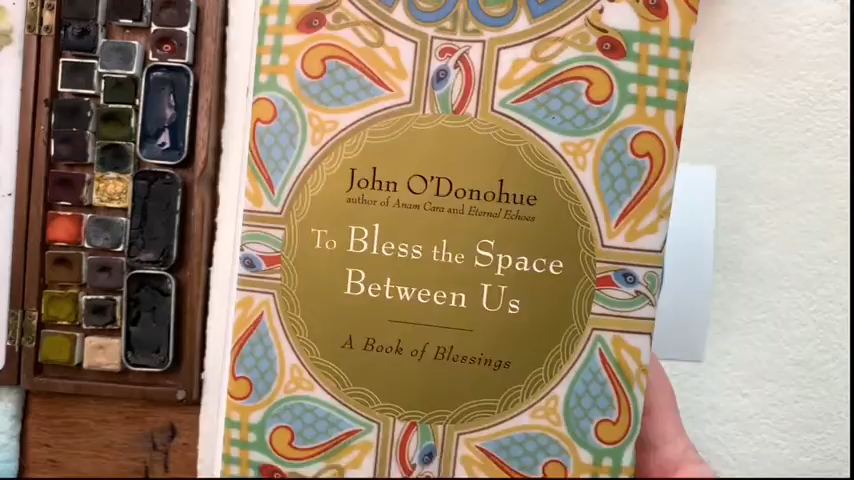 John O'Donohue
author of Anam Cara and Eternal Echoes
To Bless the Space
Between Us
A Book of Blessings